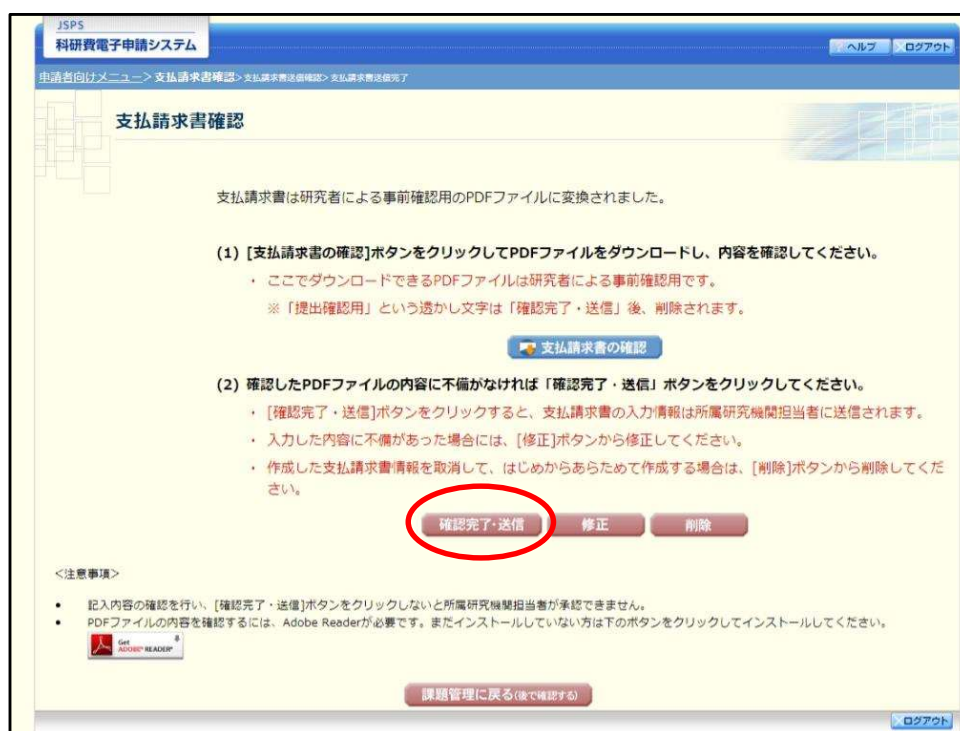 JSPS
科研費電子申請システム
ヘルプ ログアウト
申請者向けメニュー>支払請求書確認>支払請求書送信確認>支払請求書送信完了
支払請求書確認
支払請求書は研究者による事前確認用のPDFファイルに変換されました。
(1) [支払請求書の確認]ボタンをクリックしてPDFファイルをダウンロードし、内容を確認してください。
・ ここでダウンロードできるPDFファイルは研究者による事前確認用です。
※「提出確認用」という透かし文字は「確認完了・送信」後、削除されます。
支払請求書の確認
(2) 確認したPDFファイルの内容に不備がなければ「確認完了・送信」ボタンをクリックしてください。
・ [確認完了・送信]ボタンをクリックすると、支払請求書の入力情報は所属研究機関担当者に送信されます。
・ 入力した内容に不備があった場合には、[修正]ボタンから修正してください。
・ 作成した支払請求書情報を取消して、はじめからあらためて作成する場合は、[削除]ボタンから削除してくだ
さい。
確認完了・送信 修正 削除
<注意事項>
• 記入内容の確認を行い、[確認完了・送信]ボタンをクリックしないと所属研究機関担当者が承認できません。
• PDFファイルの内容を確認するには、Adobe Readerが必要です。まだインストールしていない方は下のボタンをクリックしてインストールしてください。
Get
ADOBE® READER®
課題管理に戻る(後で確認する)
ログアウト